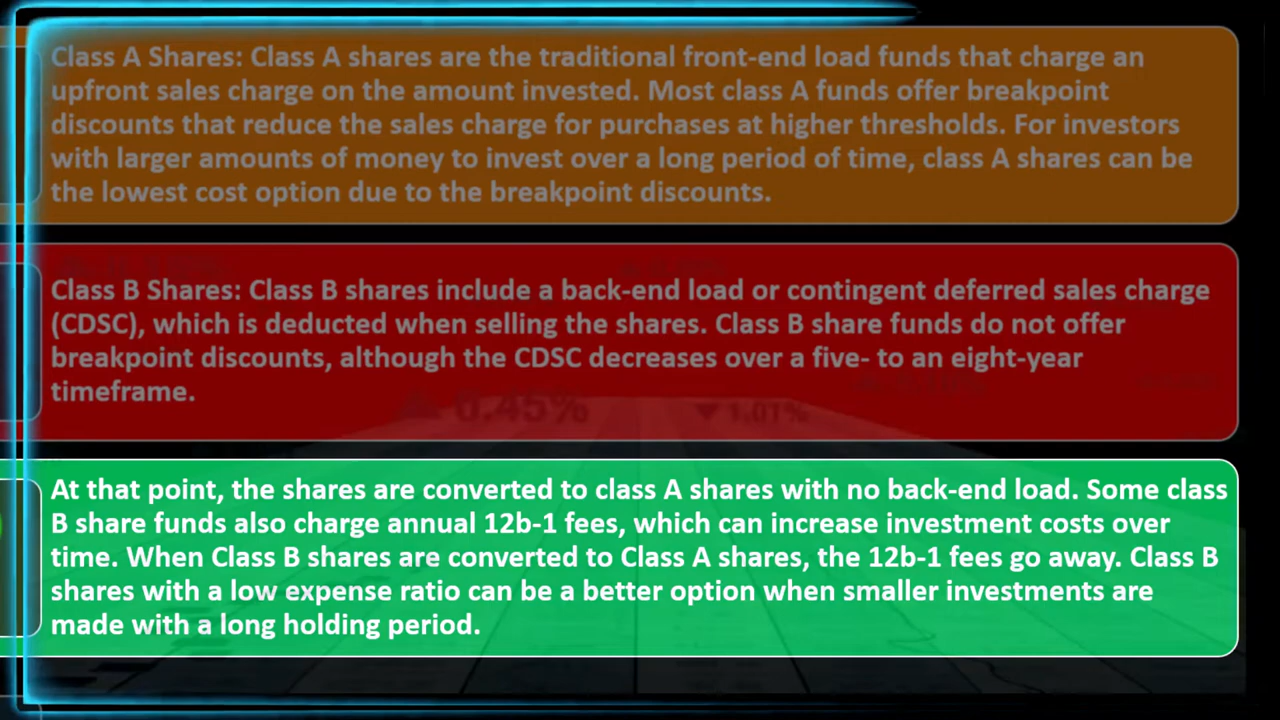 Class A Shares: Class A shares are the traditional front-end load funds that charge an
upfront sales charge on the amount invested. Most class A funds offer breakpoint
discounts that reduce the sales charge for purchases at higher thresholds. For investors
with larger amounts of money to invest over a long period of time, class A shares can be
the lowest cost option due to the breakpoint discounts.
Class B Shares: Class B shares include a back-end load or contingent deferred sales charge
(CDSC), which is deducted when selling the shares. Class B share funds do not offer
breakpoint discounts, although the CDSC decreases over a five- to an eight-year
timeframe.
▲ 0.45% ▼ 1.01%
At that point, the shares are converted to class A shares with no back-end load. Some class
B share funds also charge annual 12b-1 fees, which can increase investment costs over
time. When Class B shares are converted to Class A shares, the 12b-1 fees go away. Class B
shares with a low expense ratio can be a better option when smaller investments are
made with a long holding period.